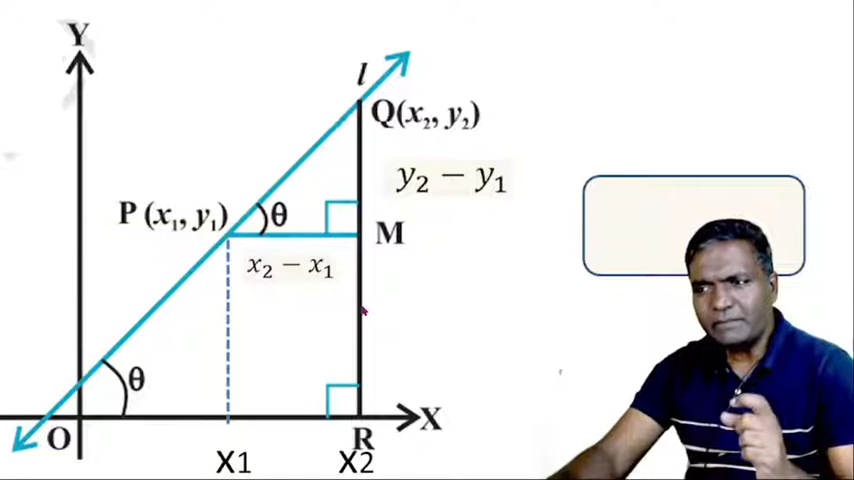 Y
l
Q(x₂, y₂)
y₂ − y₁
P (x₁, y₁)
θ
M
x₂ − x₁
θ
O
R
X
X1
X2